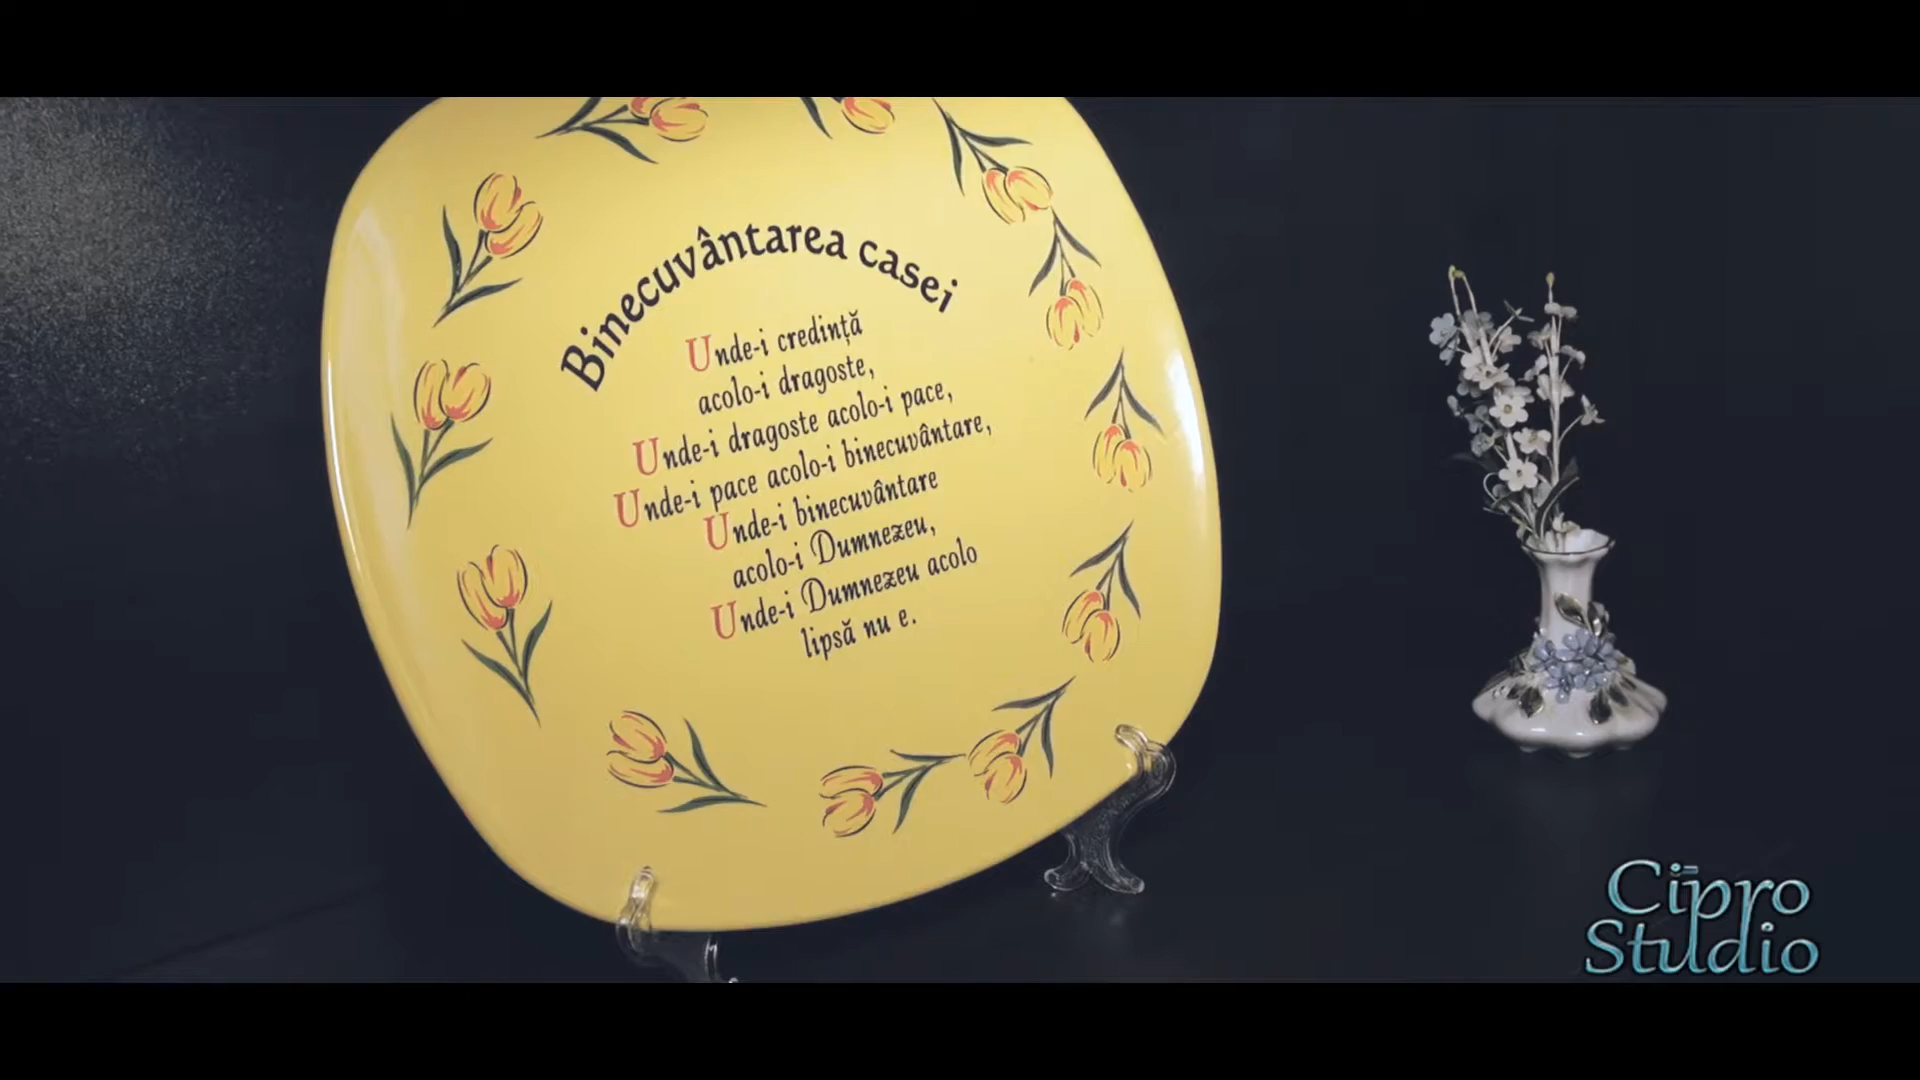 Binecuvântarea casei
Unde-i credință
acolo-i dragoste,
Unde-i dragoste acolo-i pace,
Unde-i pace acolo-i binecuvântare,
Unde-i binecuvântare
acolo-i Dumnezeu,
Unde-i Dumnezeu acolo
lipsă nu e.
Cipro
Studio